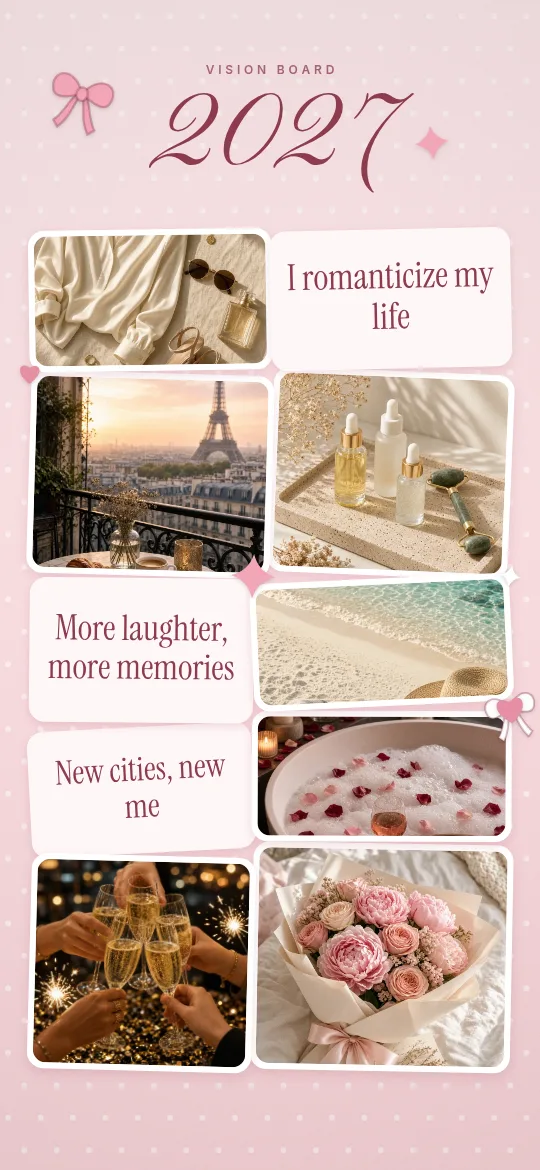 VISION BOARD
2027
I romanticize my
life
More laughter,
more memories
New cities, new
me